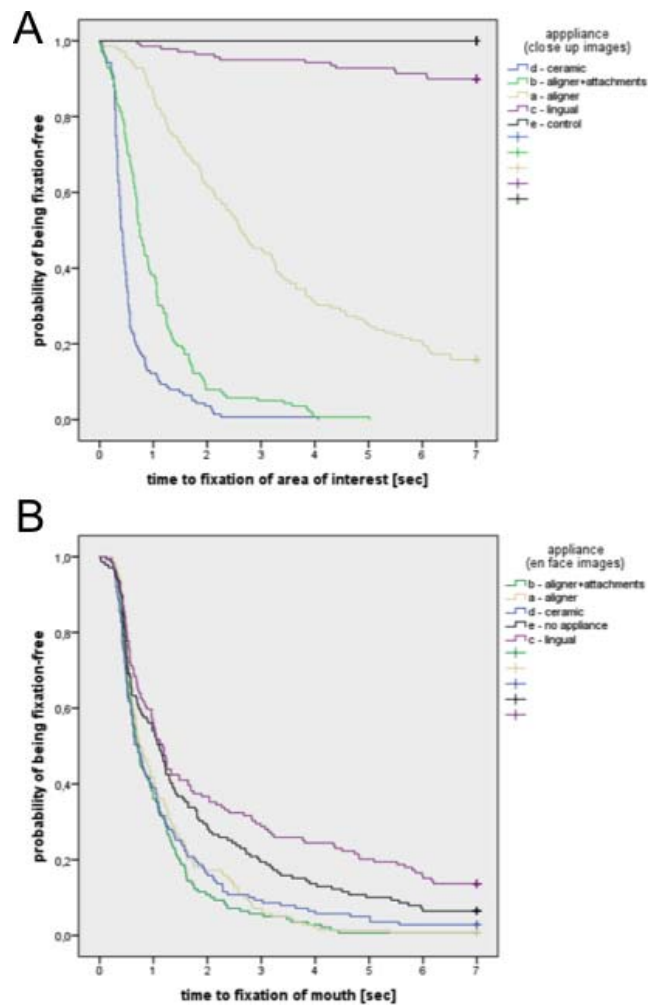 A
apppliance
(close up images)
d - ceramic
b - aligner+attachments
a - aligner
c - lingual
e - control
probability of being fixation-free
1,0
0,8
0,6
0,4
0,2
0,0
0 1 2 3 4 5 6 7
time to fixation of area of interest [sec]
B
appliance
(en face images)
b - aligner+attachments
a - aligner
d - ceramic
e - no appliance
c - lingual
probability of being fixation-free
1,0
0,8
0,6
0,4
0,2
0,0
0 1 2 3 4 5 6 7
time to fixation of mouth [sec]